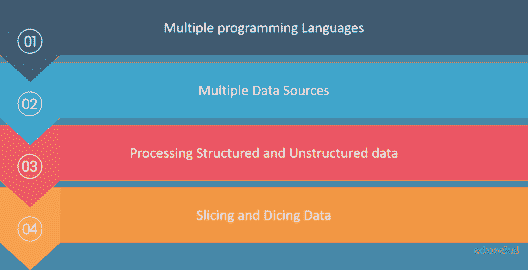 01 Multiple programming Languages
02 Multiple Data Sources
03 Processing Structured and Unstructured data
04 Slicing and Dicing Data